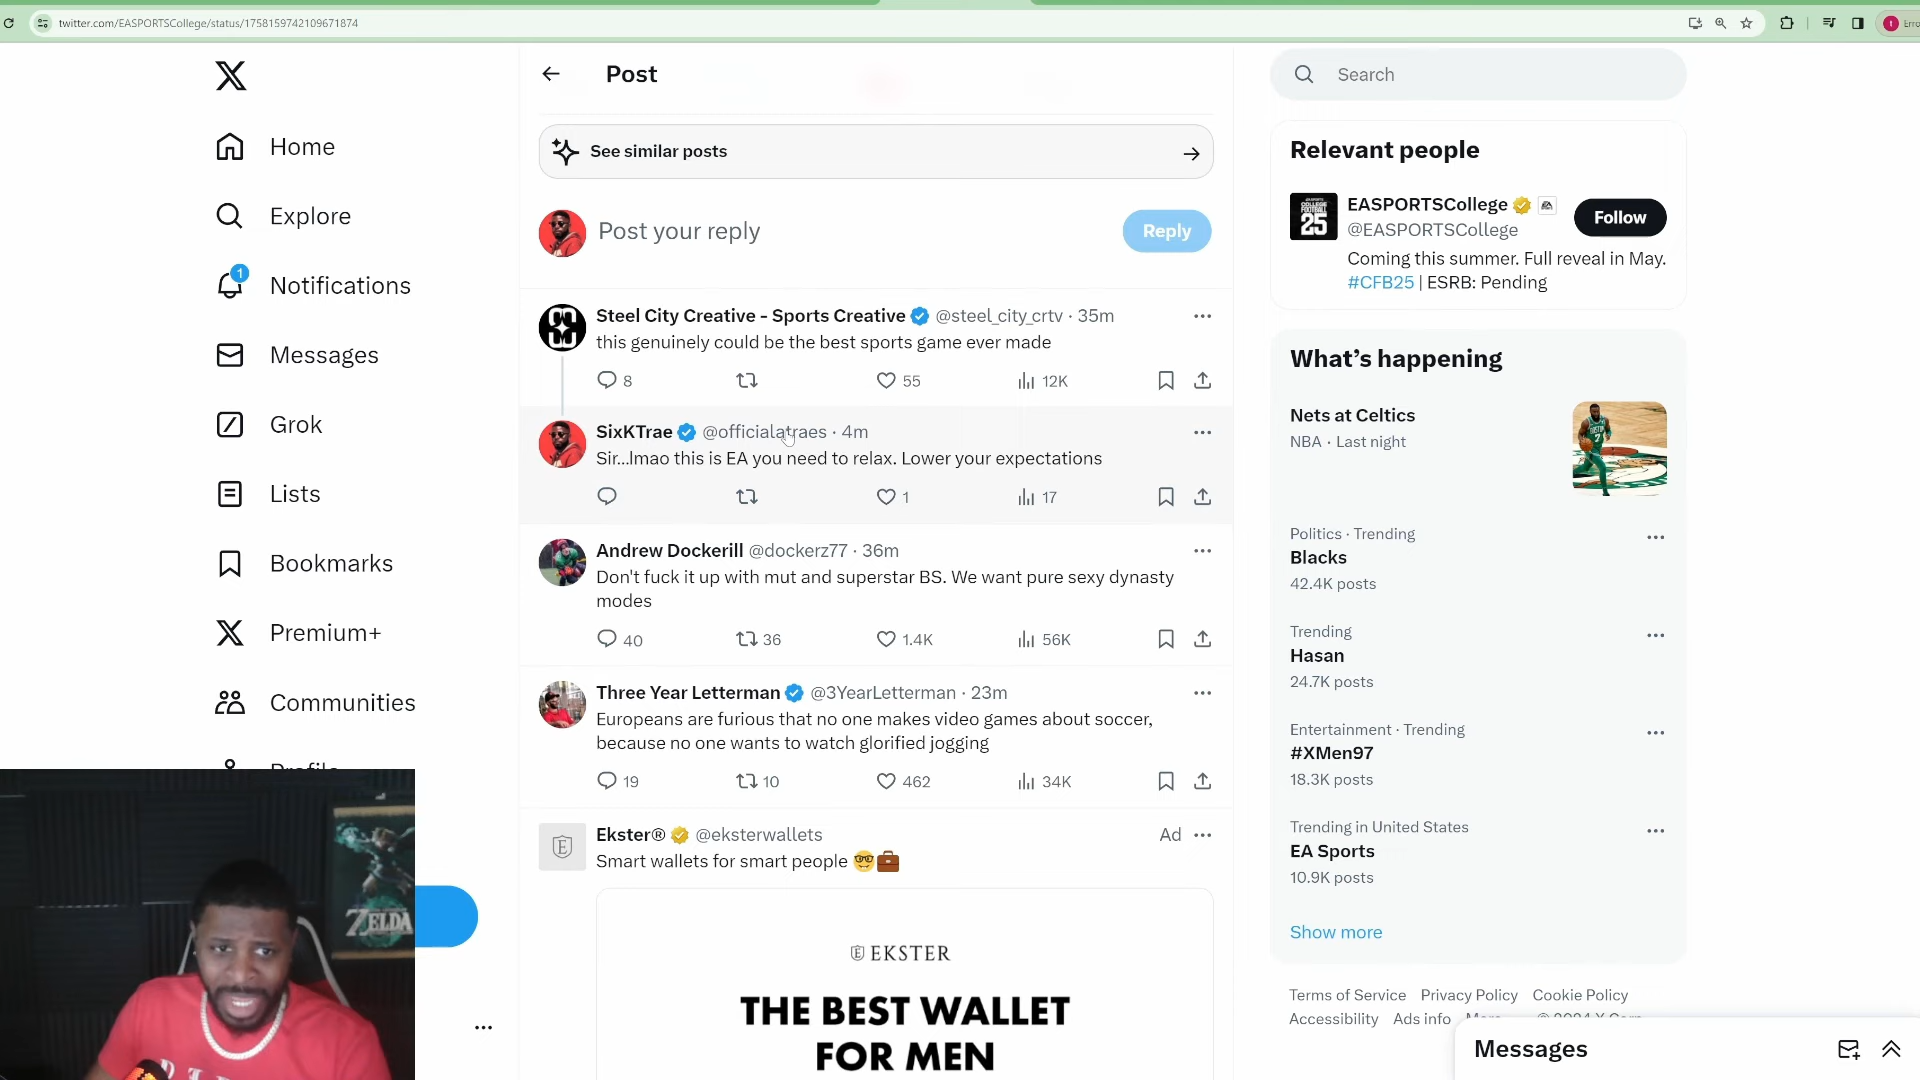 twitter.com/EASPORTSCollege/status/1758159742109671874
Erro
Home
Explore
1
Notifications
Messages
Grok
Lists
Bookmarks
Premium+
Communities
Profile
ZELDA
Post
See similar posts
Post your reply
Reply
Steel City Creative - Sports Creative @steel_city_crtv · 35m
this genuinely could be the best sports game ever made
8 55 12K
SixKTrae @officialatraes · 4m
Sir...lmao this is EA you need to relax. Lower your expectations
1 17
Andrew Dockerill @dockerz77 · 36m
Don't fuck it up with mut and superstar BS. We want pure sexy dynasty
modes
40 36 1.4K 56K
Three Year Letterman @3YearLetterman · 23m
Europeans are furious that no one makes video games about soccer,
because no one wants to watch glorified jogging
19 10 462 34K
Ekster® @eksterwallets Ad
Smart wallets for smart people
EKSTER
THE BEST WALLET
FOR MEN
Search
Relevant people
COLLEGE
25
EASPORTSCollege
@EASPORTSCollege
Follow
Coming this summer. Full reveal in May.
#CFB25 | ESRB: Pending
What's happening
Nets at Celtics
NBA · Last night
Politics · Trending
Blacks
42.4K posts
Trending
Hasan
24.7K posts
Entertainment · Trending
#XMen97
18.3K posts
Trending in United States
EA Sports
10.9K posts
Show more
Terms of Service Privacy Policy Cookie Policy
Accessibility Ads info More
© 2024 X Corp.
Messages